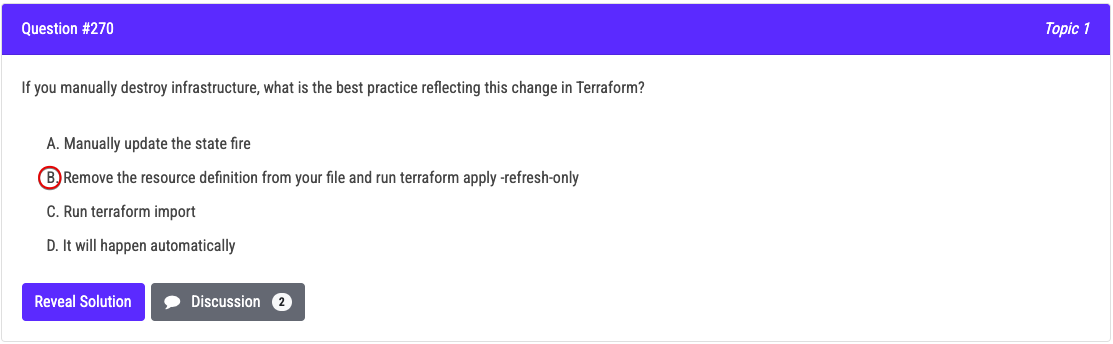 Question #270 Topic 1
If you manually destroy infrastructure, what is the best practice reflecting this change in Terraform?
A. Manually update the state fire
B. Remove the resource definition from your file and run terraform apply -refresh-only
C. Run terraform import
D. It will happen automatically
Reveal Solution Discussion 2